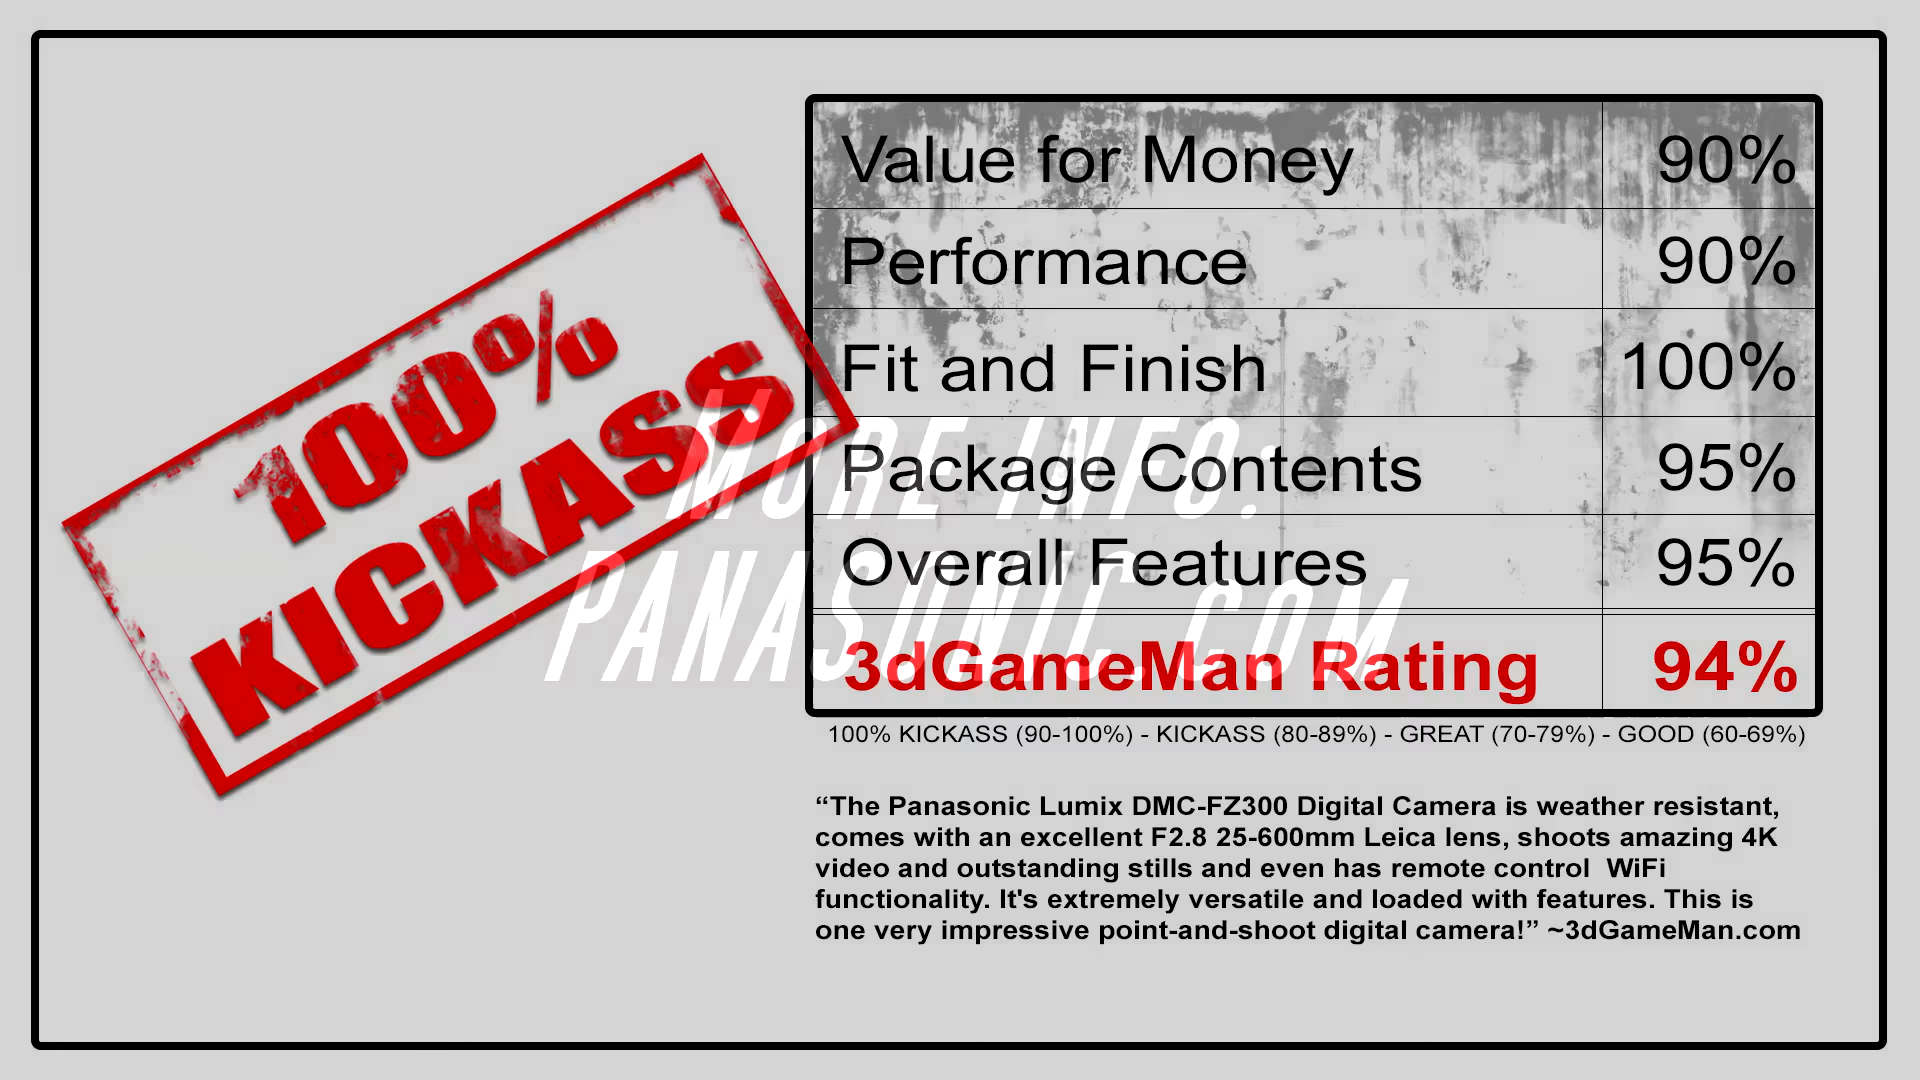 100%
KICKASS
Value for Money 90%
Performance 90%
Fit and Finish 100%
Package Contents 95%
Overall Features 95%
3dGameMan Rating 94%
MORE INFO:
PANASONIC.COM
100% KICKASS (90-100%) - KICKASS (80-89%) - GREAT (70-79%) - GOOD (60-69%)
“The Panasonic Lumix DMC-FZ300 Digital Camera is weather resistant,
comes with an excellent F2.8 25-600mm Leica lens, shoots amazing 4K
video and outstanding stills and even has remote control  WiFi
functionality. It's extremely versatile and loaded with features. This is
one very impressive point-and-shoot digital camera!” ~3dGameMan.com